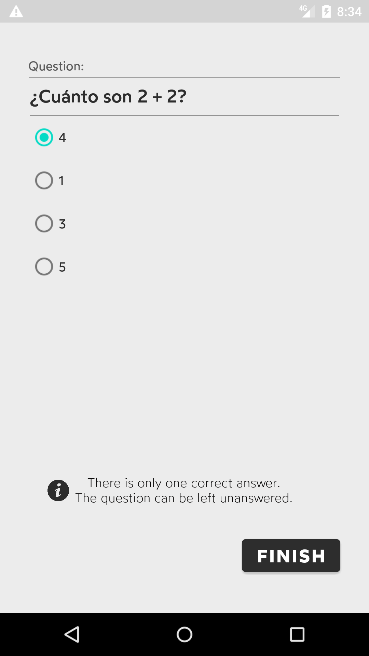 4G
8:34
Question:
¿Cuánto son 2 + 2?
4
1
3
5
There is only one correct answer.
The question can be left unanswered.
FINISH